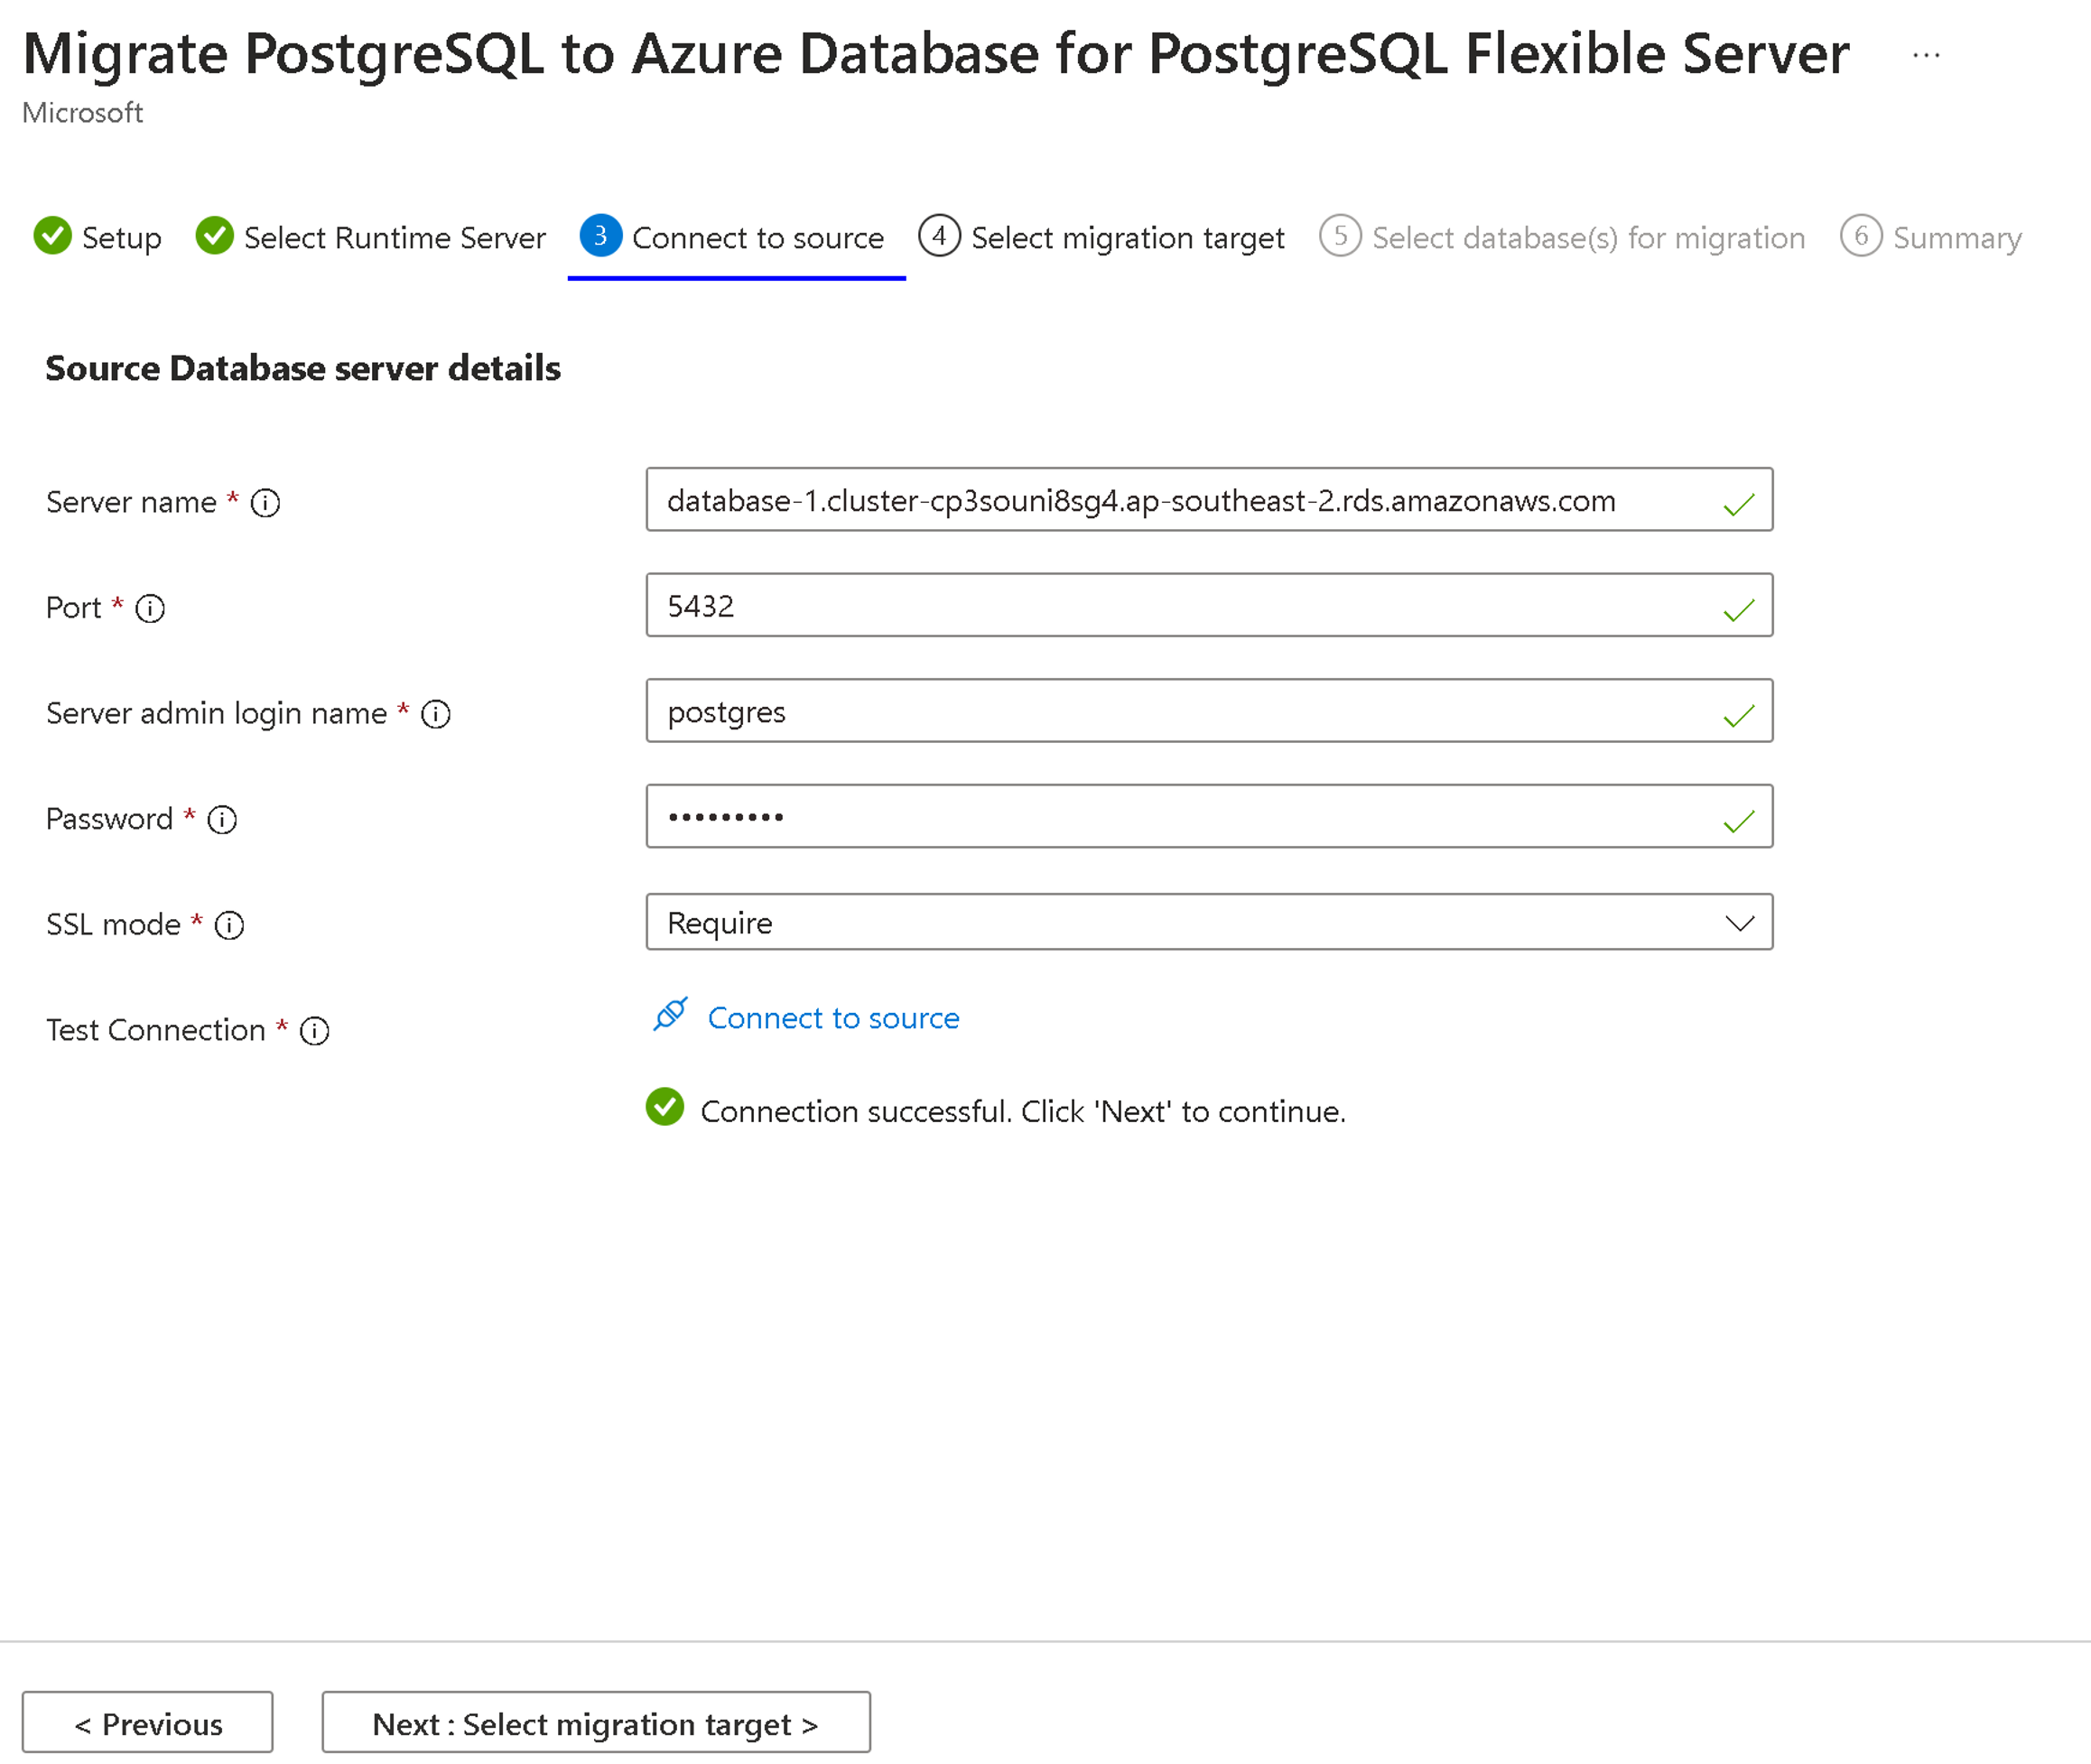 Migrate PostgreSQL to Azure Database for PostgreSQL Flexible Server ...
Microsoft
Setup Select Runtime Server 3 Connect to source 4 Select migration target 5 Select database(s) for migration 6 Summary
Source Database server details
Server name * database-1.cluster-cp3souni8sg4.ap-southeast-2.rds.amazonaws.com
Port * 5432
Server admin login name * postgres
Password * •••••••••
SSL mode * Require
Test Connection * Connect to source
Connection successful. Click 'Next' to continue.
< Previous Next : Select migration target >